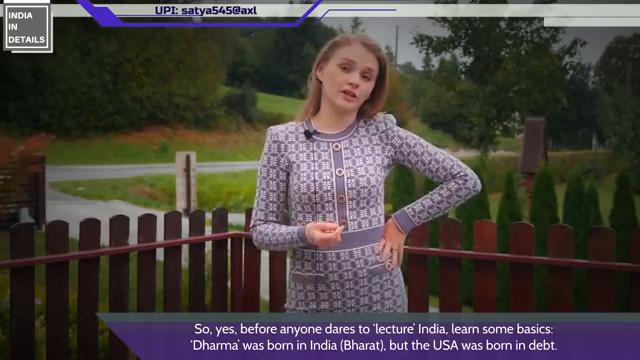 UPI: satya545@axl
INDIA
IN
DETAILS
So, yes, before anyone dares to 'lecture' India, learn some basics:
'Dharma' was born in India (Bharat), but the USA was born in debt.